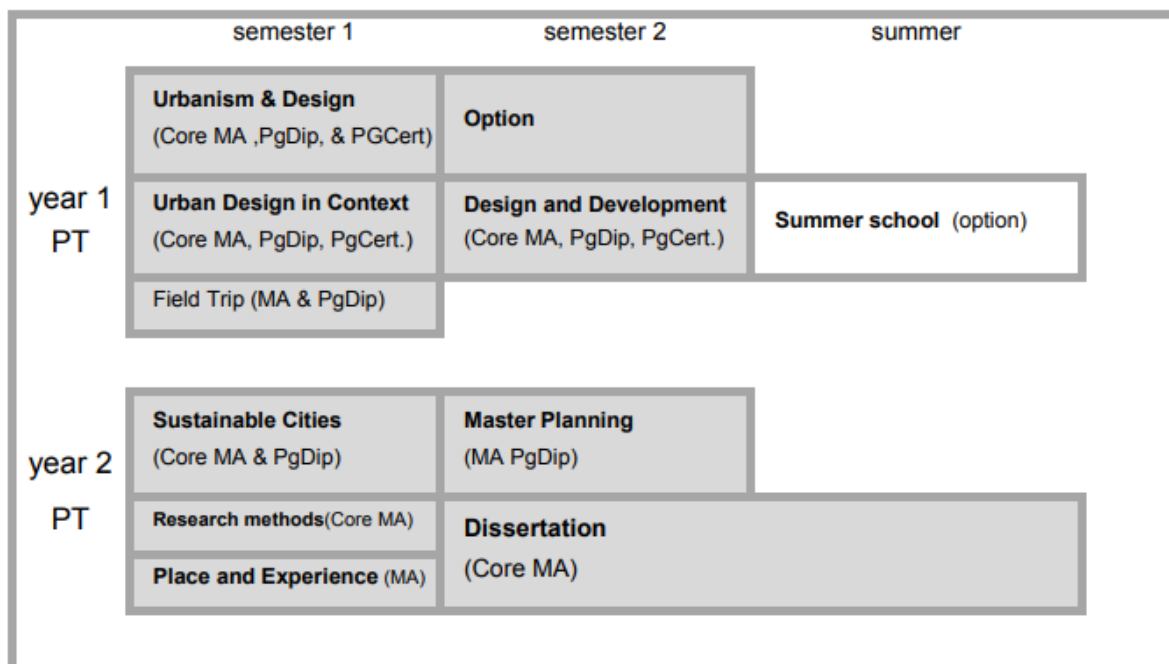 semester 1 semester 2 summer
Urbanism & Design
(Core MA ,PgDip, & PGCert)
Option
year 1
PT
Urban Design in Context
(Core MA, PgDip, PgCert.)
Design and Development
(Core MA, PgDip, PgCert.)
Summer school (option)
Field Trip (MA & PgDip)
year 2
PT
Sustainable Cities
(Core MA & PgDip)
Master Planning
(MA PgDip)
Research methods(Core MA)
Place and Experience (MA)
Dissertation
(Core MA)